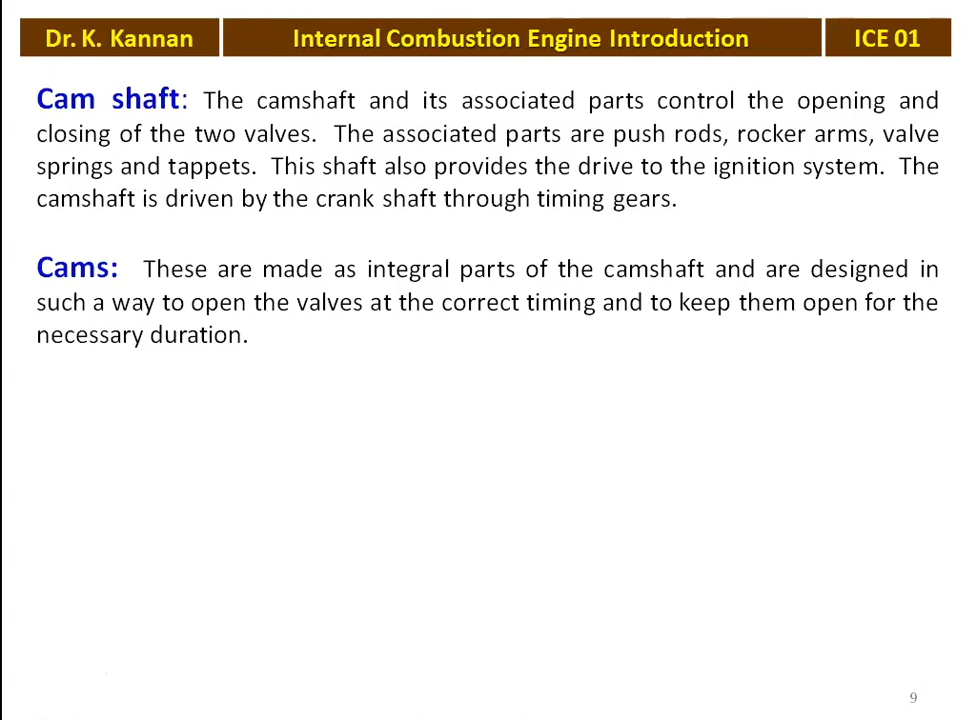 Dr. K. Kannan Internal Combustion Engine Introduction ICE 01
Cam shaft: The camshaft and its associated parts control the opening and
closing of the two valves. The associated parts are push rods, rocker arms, valve
springs and tappets. This shaft also provides the drive to the ignition system. The
camshaft is driven by the crank shaft through timing gears.
Cams: These are made as integral parts of the camshaft and are designed in
such a way to open the valves at the correct timing and to keep them open for the
necessary duration.
9